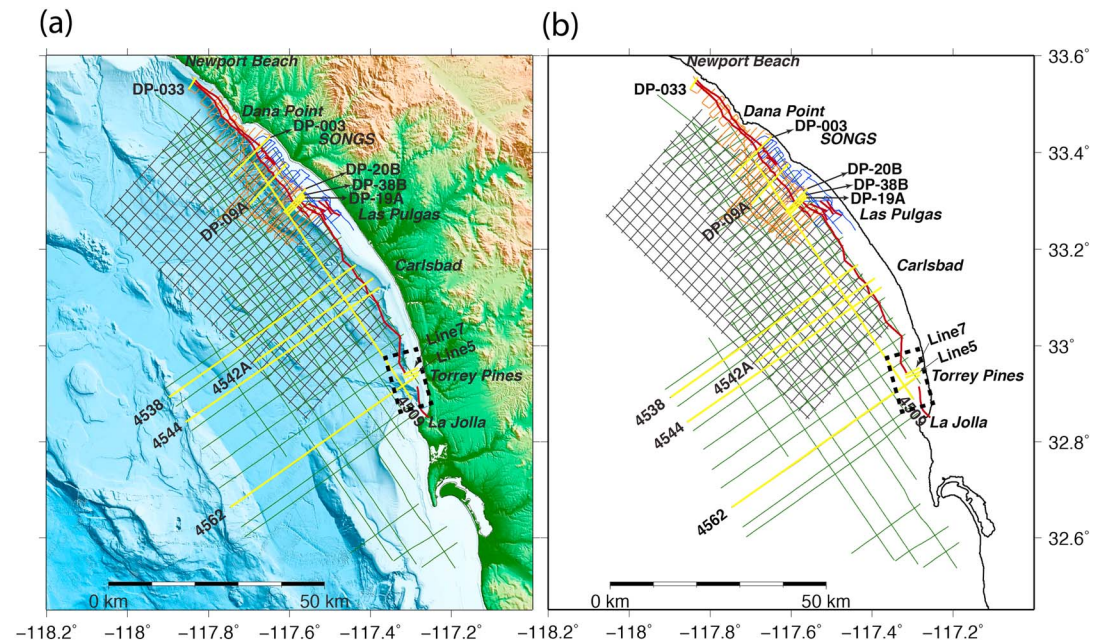 (a)
Newport Beach
DP-033
Dana Point
DP-003
SONGS
DP-20B
DP-38B
DP-19A
Las Pulgas
DP-09A
Carlsbad
Line7
Line5
Torrey Pines
4542A
4538
4544
4509
La Jolla
4562
0 km
50 km
−118.2°
−118°
−117.8°
−117.6°
−117.4°
−117.2°
(b)
Newport Beach
DP-033
Dana Point
DP-003
SONGS
DP-20B
DP-38B
DP-19A
Las Pulgas
DP-09A
Carlsbad
Line7
Line5
Torrey Pines
4542A
4538
4544
4509
La Jolla
4562
0 km
50 km
33.6°
33.4°
33.2°
33°
32.8°
32.6°
−118.2°
−118°
−117.8°
−117.6°
−117.4°
−117.2°